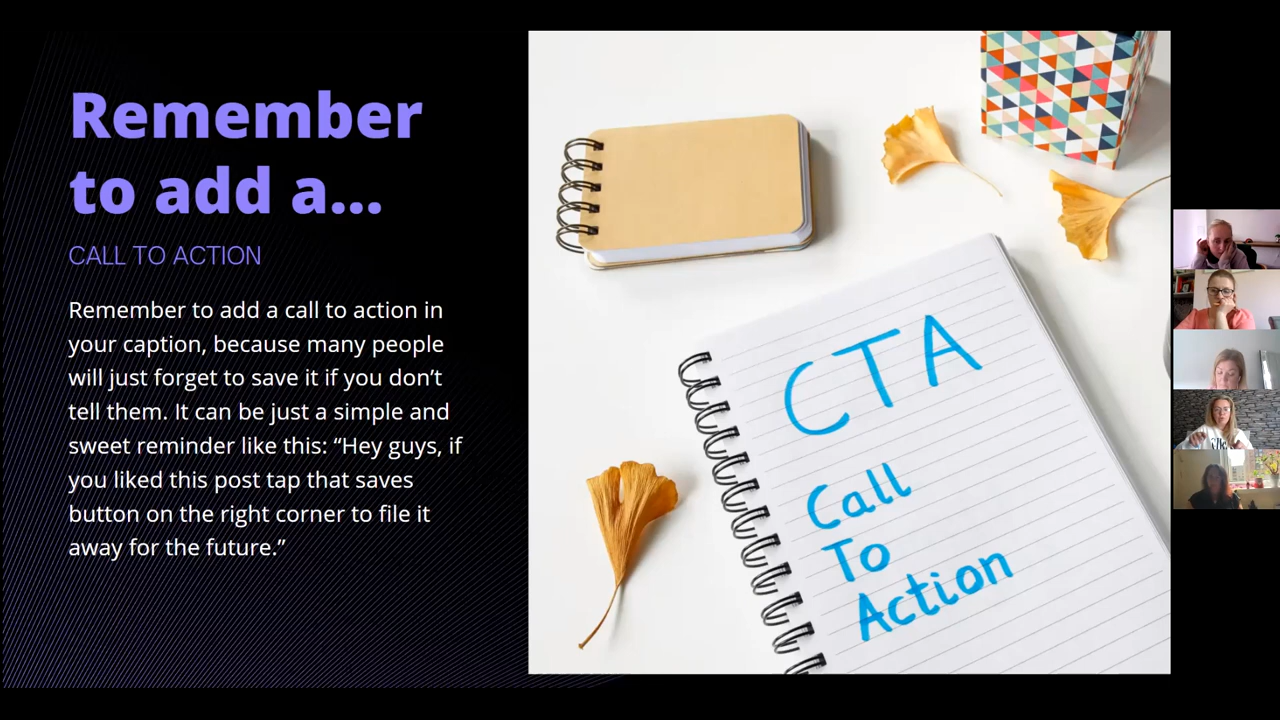 Remember
to add a...
CALL TO ACTION
Remember to add a call to action in
your caption, because many people
will just forget to save it if you don’t
tell them. It can be just a simple and
sweet reminder like this: “Hey guys, if
you liked this post tap that saves
button on the right corner to file it
away for the future.”
CTA
Call
To
Action